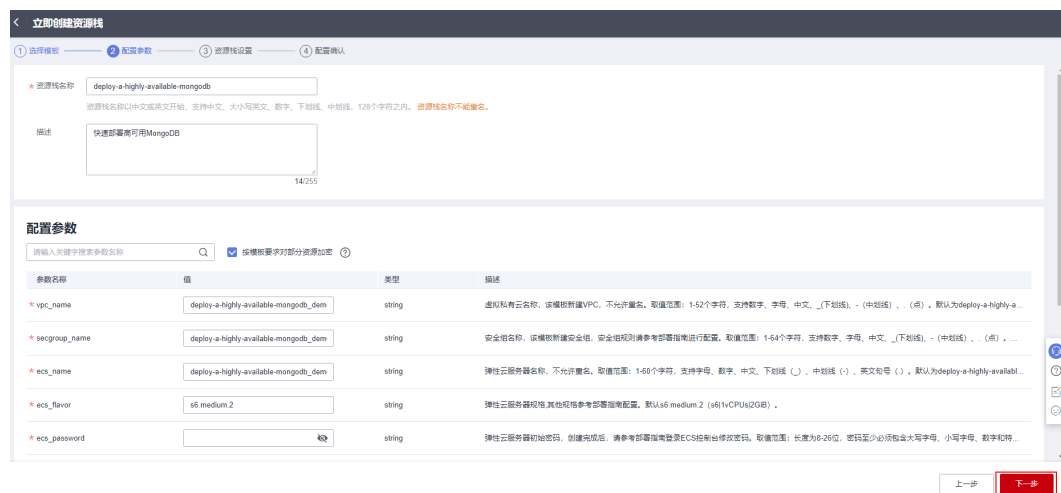 立即创建资源栈
1 选择模板 2 配置参数 3 资源栈设置 4 配置确认
* 资源栈名称 deploy-a-highly-available-mongodb
资源栈名称以中文或英文开始，支持中文、大小写英文、数字、下划线、中划线，128个字符之内。 资源栈名称不能重名。
描述 快速部署高可用MongoDB
14/255
配置参数
请输入关键字搜索参数名称 按模板要求对部分资源加密
参数名称 值 类型 描述
* vpc_name deploy-a-highly-available-mongodb_dem string 虚拟私有云名称，该模板新建VPC，不允许重名。取值范围：1-52个字符，支持数字、字母、中文、_(下划线)、-（中划线）、.（点）。默认为deploy-a-highly-a...
* secgroup_name deploy-a-highly-available-mongodb_dem string 安全组名称，该模板新建安全组，安全组规则请参考部署指南进行配置。取值范围：1-64个字符，支持数字、字母、中文、_(下划线)、-（中划线）、.（点）。...
* ecs_name deploy-a-highly-available-mongodb_dem string 弹性云服务器名称，不允许重名。取值范围：1-60个字符，支持字母、数字、中文、下划线（_）、中划线（-）、英文句号（.）。默认为deploy-a-highly-availabl...
* ecs_flavor s6.medium.2 string 弹性云服务器规格,其他规格参考部署指南配置。默认s6.medium.2（s6|1vCPUs|2GiB）。
* ecs_password string 弹性云服务器初始密码，创建完成后，请参考部署指南登录ECS控制台修改密码。取值范围：长度为8-26位，密码至少必须包含大写字母、小写字母、数字和特...
上一步 下一步